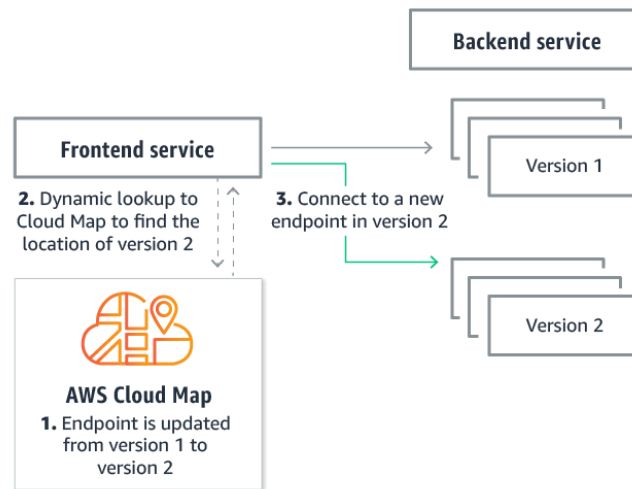 Backend service
Frontend service
Version 1
2. Dynamic lookup to
Cloud Map to find the
location of version 2
3. Connect to a new
endpoint in version 2
Version 2
AWS Cloud Map
1. Endpoint is updated
from version 1 to
version 2